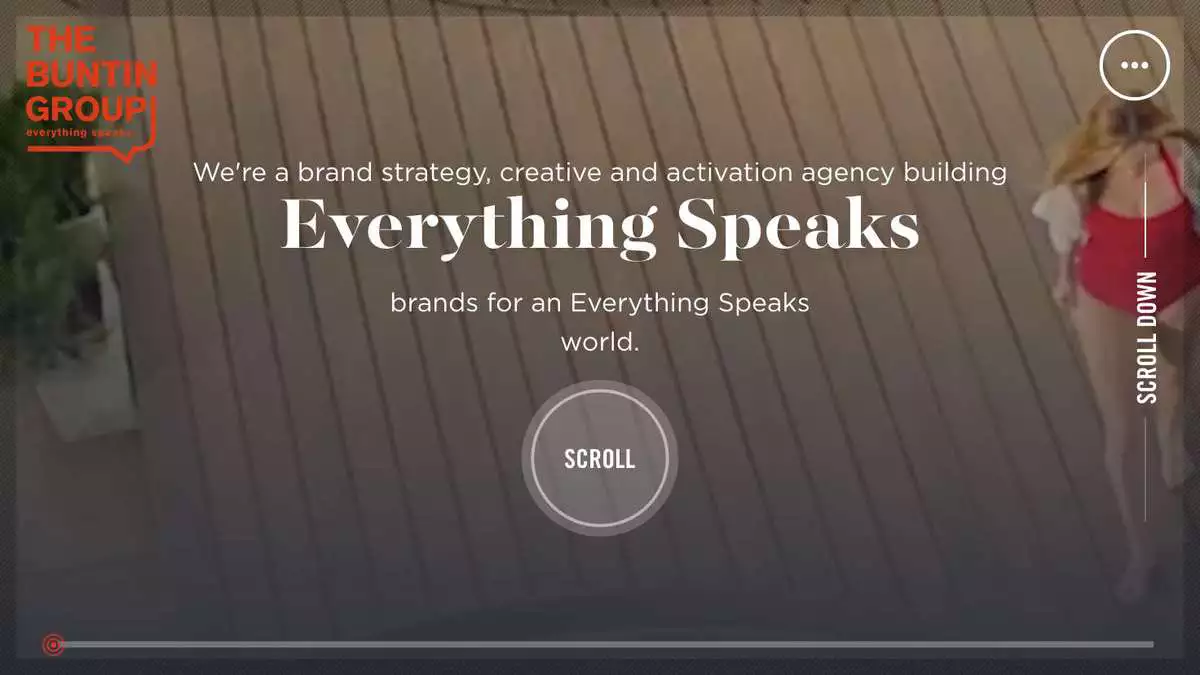 THE
BUNTIN
GROUP
everything speaks
We're a brand strategy, creative and activation agency building
Everything Speaks
brands for an Everything Speaks
world.
SCROLL
SCROLL DOWN